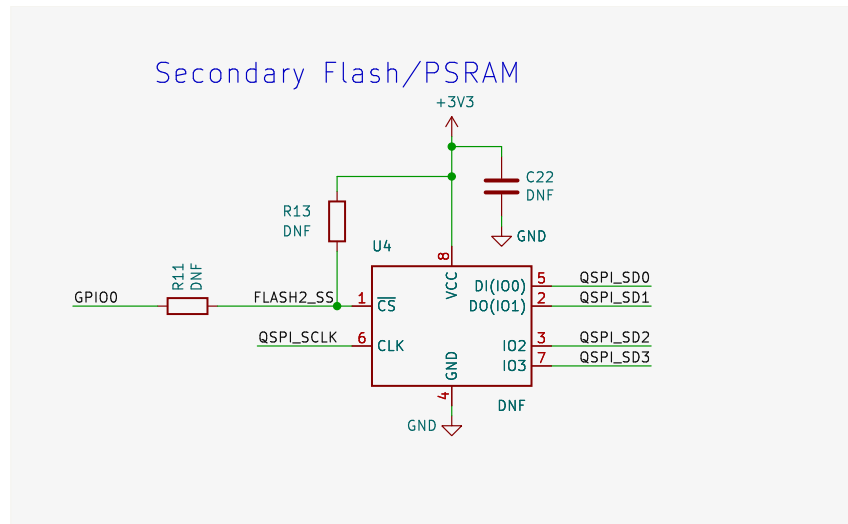 Secondary Flash/PSRAM
+3V3
C22
DNF
GND
R13
DNF
U4
R11
DNF
GPIO0
FLASH2_SS
QSPI_SCLK
1
6
8
VCC
CS
CLK
GND
4
GND
DI(IO0)
DO(IO1)
IO2
IO3
5
2
3
7
QSPI_SD0
QSPI_SD1
QSPI_SD2
QSPI_SD3
DNF